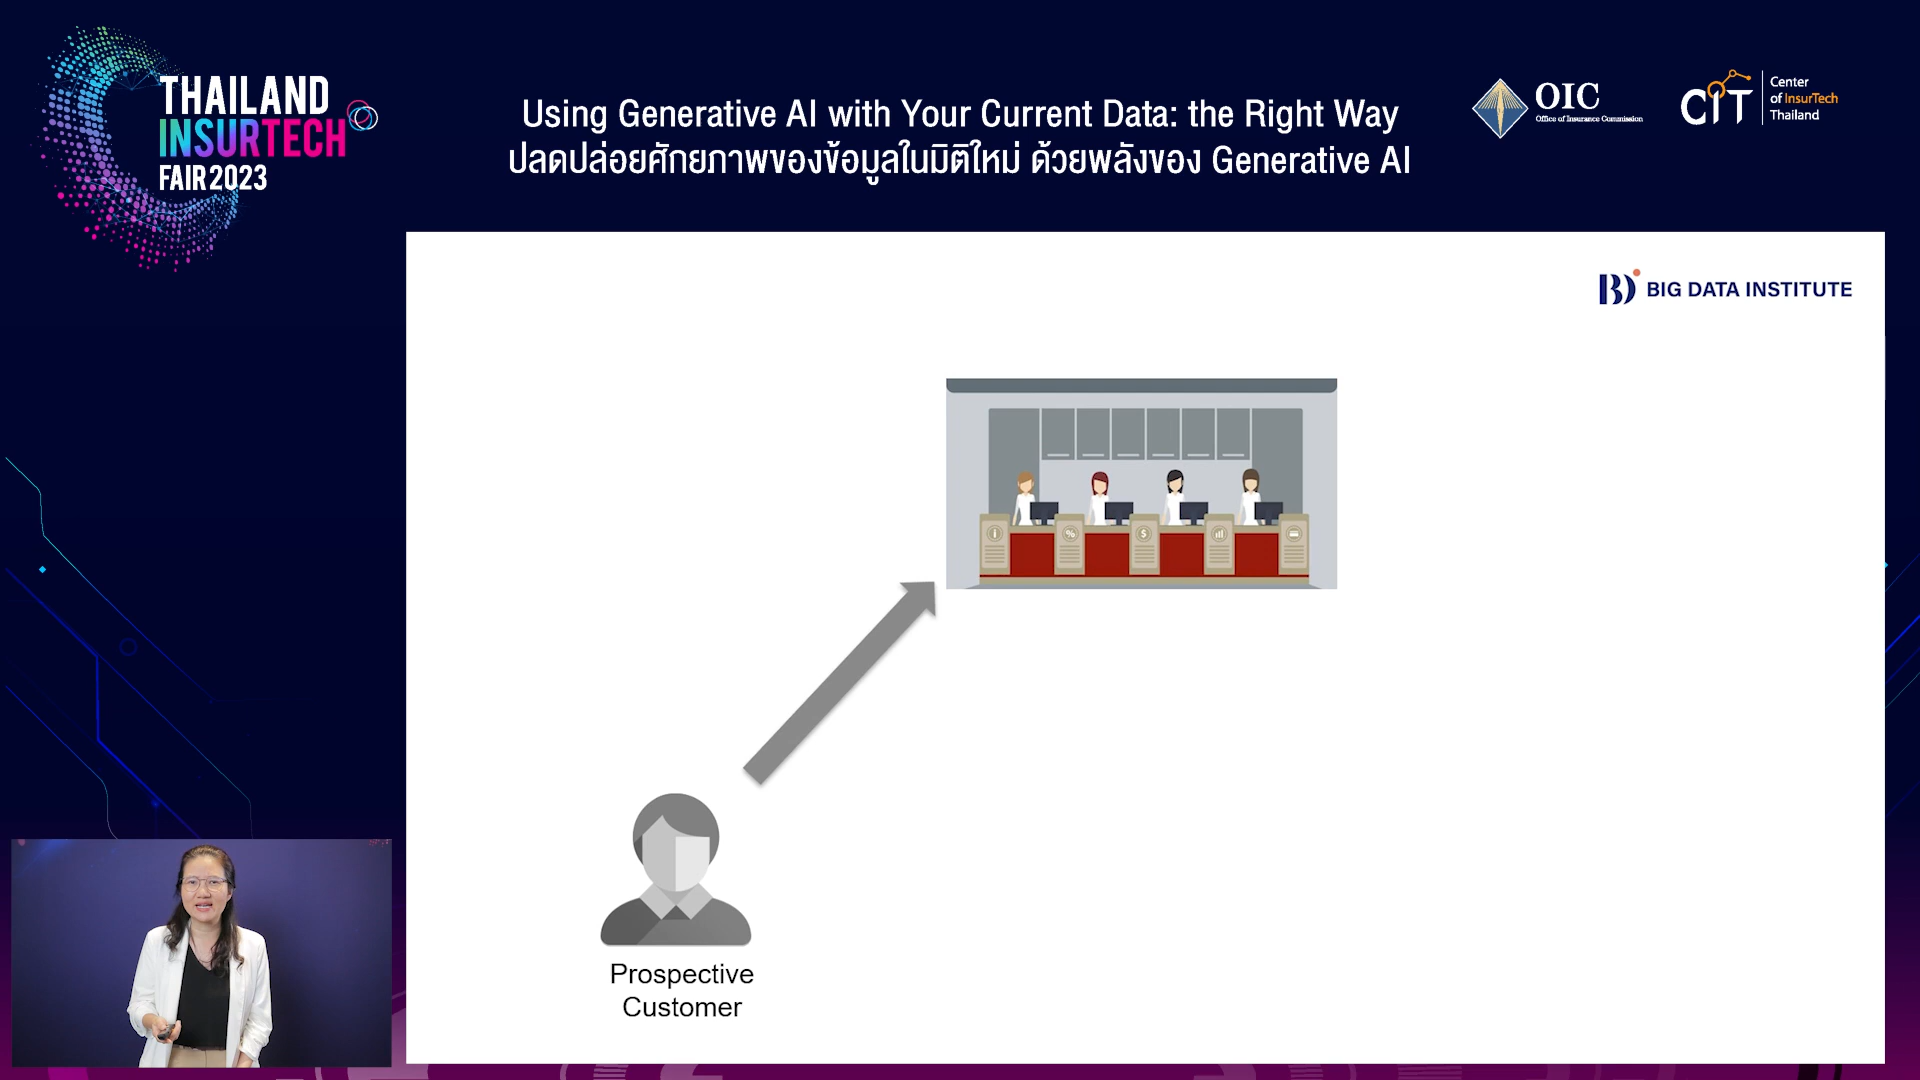 THAILAND
INSURTECH
FAIR 2023
Using Generative AI with Your Current Data: the Right Way
ปลดปล่อยศักยภาพของข้อมูลในมิติใหม่ ด้วยพลังของ Generative AI
OIC
Office of Insurance Commission
CIT
Center
of InsurTech
Thailand
BIG DATA INSTITUTE
i
%
$
Prospective
Customer